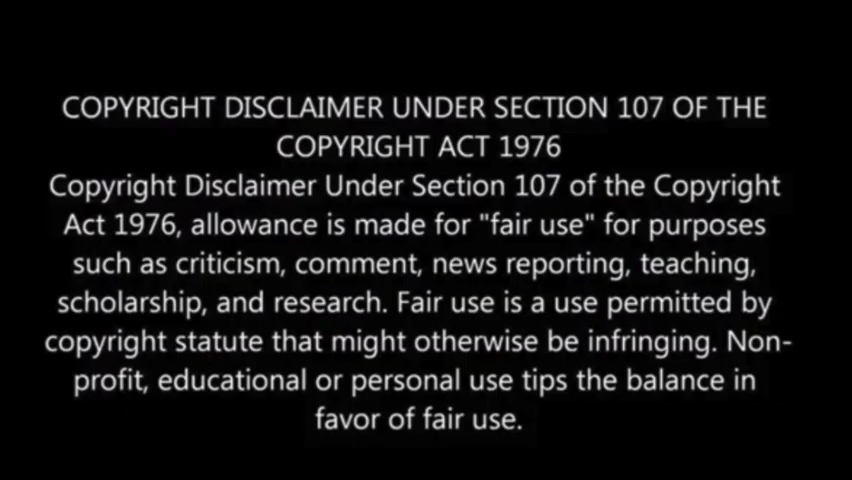 COPYRIGHT DISCLAIMER UNDER SECTION 107 OF THE
COPYRIGHT ACT 1976
Copyright Disclaimer Under Section 107 of the Copyright
Act 1976, allowance is made for "fair use" for purposes
such as criticism, comment, news reporting, teaching,
scholarship, and research. Fair use is a use permitted by
copyright statute that might otherwise be infringing. Non-
profit, educational or personal use tips the balance in
favor of fair use.